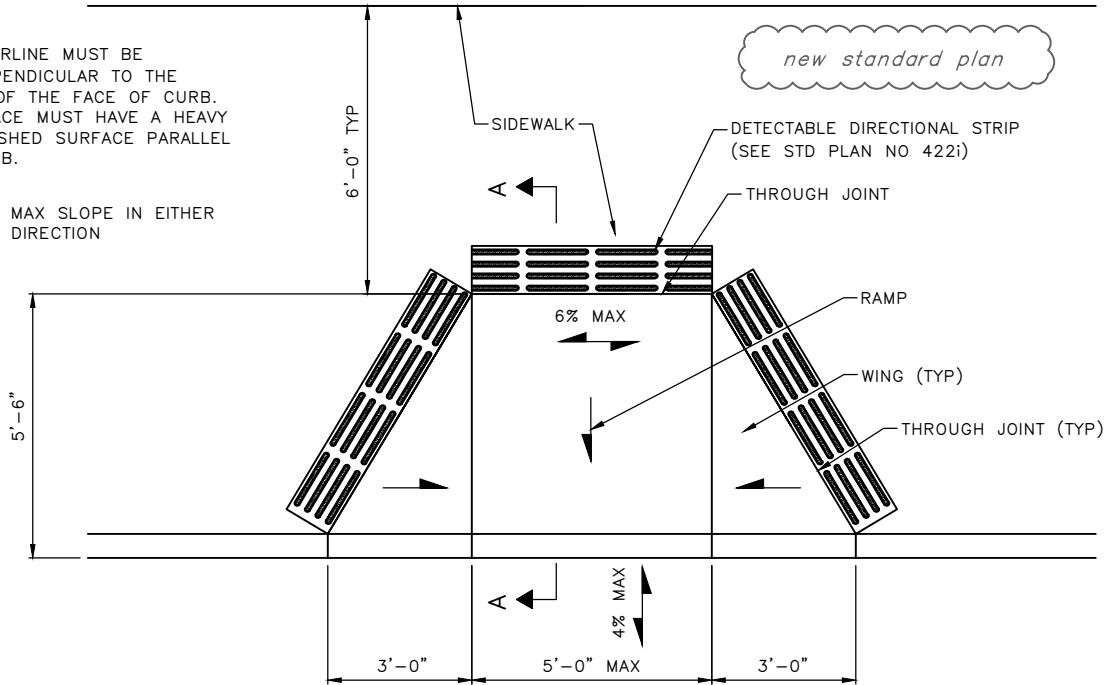 RLINE MUST BE
PENDICULAR TO THE
OF THE FACE OF CURB.
ACE MUST HAVE A HEAVY
SHED SURFACE PARALLEL
B.
MAX SLOPE IN EITHER
DIRECTION
new standard plan
6'-0" TYP
SIDEWALK
DETECTABLE DIRECTIONAL STRIP
(SEE STD PLAN NO 422i)
A
THROUGH JOINT
RAMP
6% MAX
WING (TYP)
THROUGH JOINT (TYP)
5'-6"
A
4% MAX
3'-0"
5'-0" MAX
3'-0"